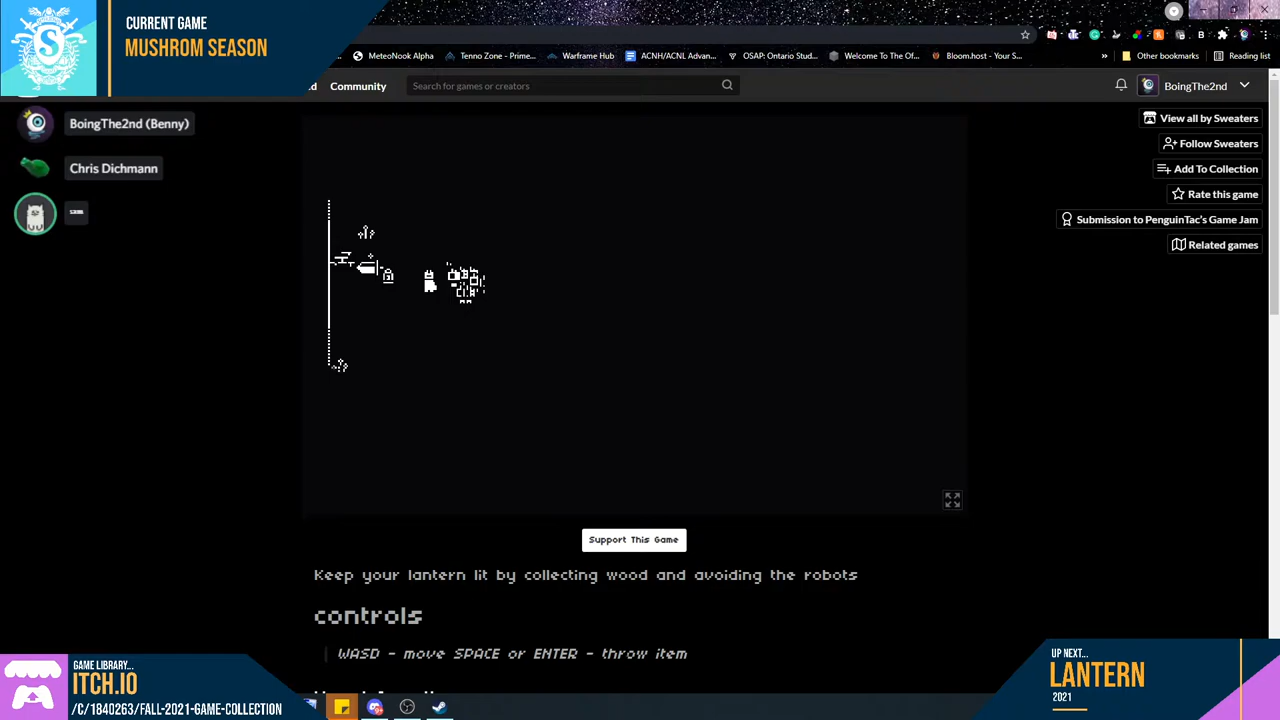 CURRENT GAME
MUSHROM SEASON
MeteoNook Alpha
Tenno Zone - Prime...
Warframe Hub
ACNH/ACNL Advan...
OSAP: Ontario Stud...
Welcome To The Of...
Bloom.host - Your S...
»
Other bookmarks
Reading list
d
Community
Search for games or creators
BoingThe2nd
BoingThe2nd (Benny)
Chris Dichmann
View all by Sweaters
Follow Sweaters
Add To Collection
Rate this game
Submission to PenguinTac's Game Jam
Related games
Support This Game
Keep your lantern lit by collecting wood and avoiding the robots
controls
WASD - move SPACE or ENTER - throw item
GAME LIBRARY...
ITCH.IO
/C/1840263/FALL-2021-GAME-COLLECTION
UP NEXT...
LANTERN
2021